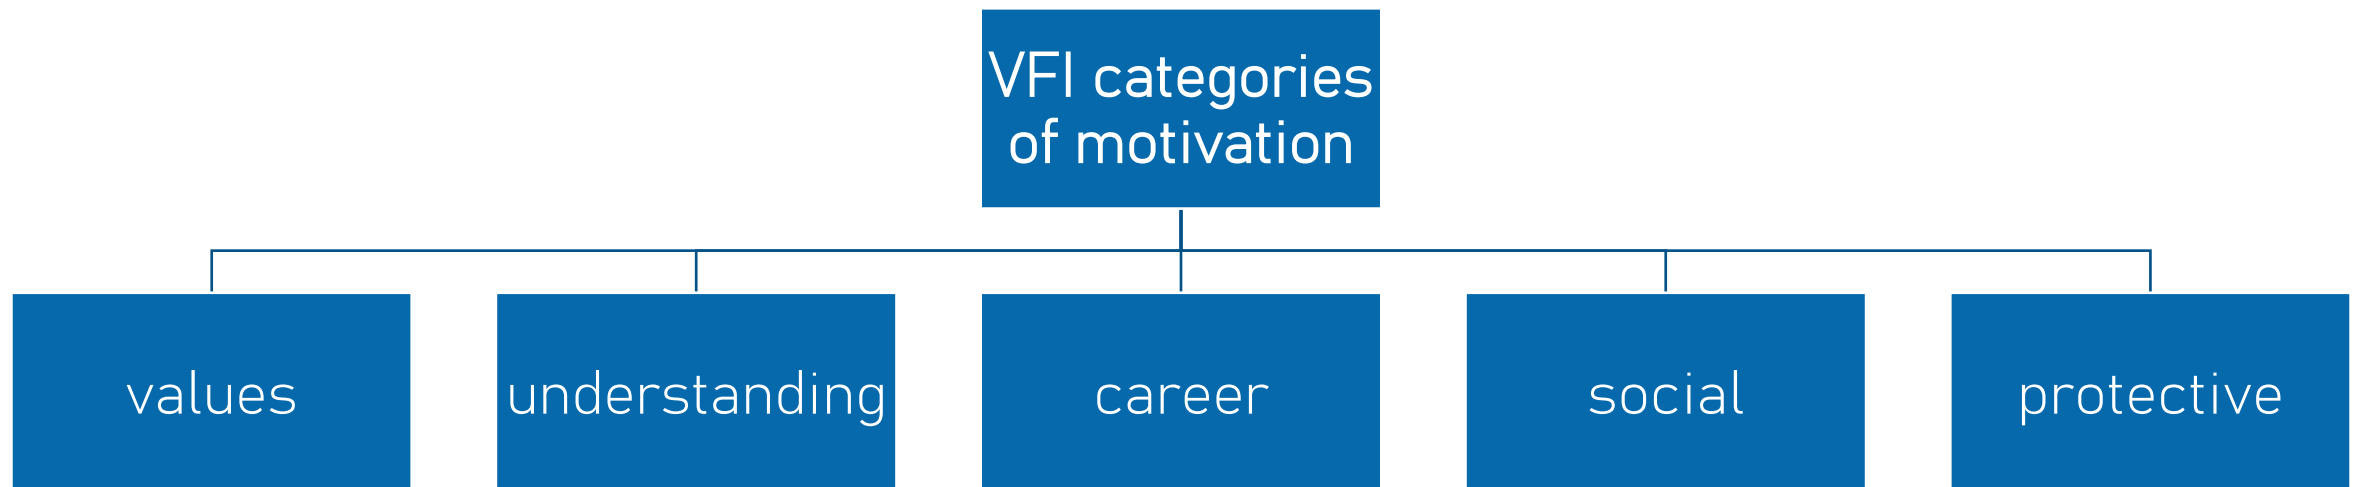 VFI categories
of motivation
values
understanding
career
social
protective